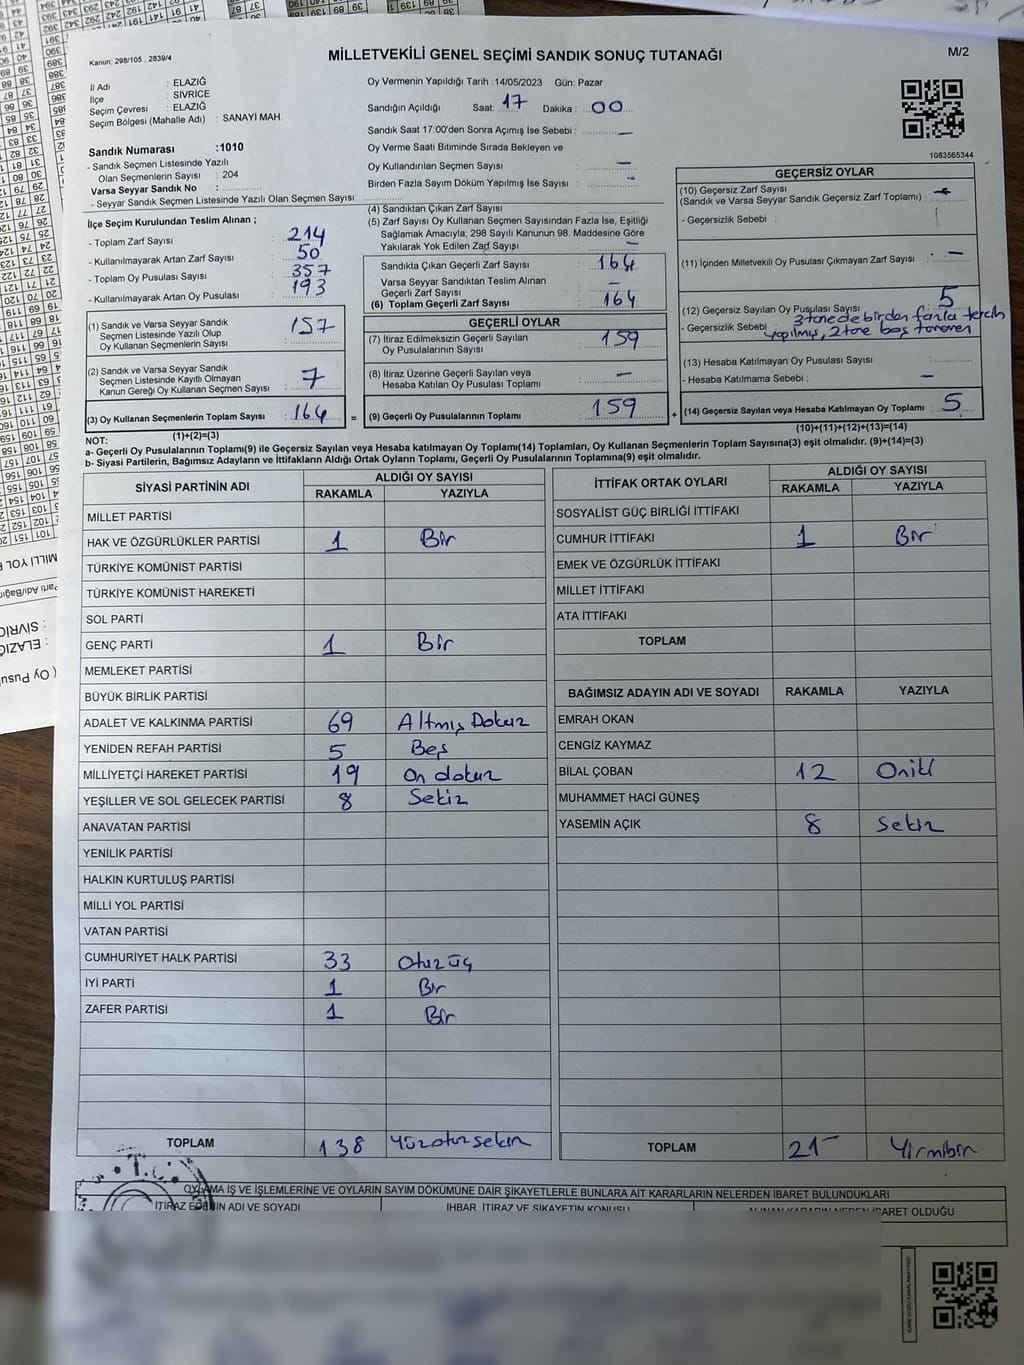 Kanun: 298/105 , 2839/4
MİLLETVEKİLİ GENEL SEÇİMİ SANDIK SONUÇ TUTANAĞI
M/2
İl Adı : ELAZIĞ
İlçe : SİVRİCE
Seçim Çevresi : ELAZIĞ
Seçim Bölgesi (Mahalle Adı) : SANAYİ MAH.
Sandık Numarası :1010
- Sandık Seçmen Listesinde Yazılı
Olan Seçmenlerin Sayısı : 204
Varsa Seyyar Sandık No :
- Seyyar Sandık Seçmen Listesinde Yazılı Olan Seçmen Sayısı:
Oy Vermenin Yapıldığı Tarih :14/05/2023 Gün: Pazar
Sandığın Açıldığı Saat: 17 Dakika : 00
Sandık Saat 17:00'den Sonra Açımış İse Sebebi : —
Oy Verme Saati Bitiminde Sırada Bekleyen ve
Oy Kullandırılan Seçmen Sayısı —
Birden Fazla Sayım Döküm Yapılmış İse Sayısı : -
1083565344
İlçe Seçim Kurulundan Teslim Alınan ;
- Toplam Zarf Sayısı : 214
- Kullanılmayarak Artan Zarf Sayısı : 50
- Toplam Oy Pusulası Sayısı : 357
- Kullanılmayarak Artan Oy Pusulası : 193
(1) Sandık ve Varsa Seyyar Sandık
Seçmen Listesinde Yazılı Olup
Oy Kullanan Seçmenlerin Sayısı : 157
(2) Sandık ve Varsa Seyyar Sandık
Seçmen Listesinde Kayıtlı Olmayan
Kanun Gereği Oy Kullanan Seçmen Sayısı : 7
(3) Oy Kullanan Seçmenlerin Toplam Sayısı : 164 =
(1)+(2)=(3)
(4) Sandıktan Çıkan Zarf Sayısı :
(5) Zarf Sayısı Oy Kullanan Seçmen Sayısından Fazla İse, Eşitliği
Sağlamak Amacıyla; 298 Sayılı Kanunun 98. Maddesine Göre
Yakılarak Yok Edilen Zarf Sayısı : —
Sandıkta Çıkan Geçerli Zarf Sayısı : 164
Varsa Seyyar Sandıktan Teslim Alınan
Geçerli Zarf Sayısı : —
(6) Toplam Geçerli Zarf Sayısı : 164
GEÇERLİ OYLAR
(7) İtiraz Edilmeksizin Geçerli Sayılan
Oy Pusulalarının Sayısı : 159
(8) İtiraz Üzerine Geçerli Sayılan veya
Hesaba Katılan Oy Pusulası Toplamı : —
(9) Geçerli Oy Pusulalarının Toplamı : 159 +
GEÇERSİZ OYLAR
(10) Geçersiz Zarf Sayısı
(Sandık ve Varsa Seyyar Sandık Geçersiz Zarf Toplamı) :
- Geçersizlik Sebebi :
(11) İçinden Milletvekili Oy Pusulası Çıkmayan Zarf Sayısı : —
(12) Geçersiz Sayılan Oy Pusulası Sayısı : 5
- Geçersizlik Sebebi : 3 tanede birden fazla tercih
yapılmış, 2 tane boş
(13) Hesaba Katılmayan Oy Pusulası Sayısı :
- Hesaba Katılmama Sebebi : —
(14) Geçersiz Sayılan veya Hesaba Katılmayan Oy Toplamı : 5
(10)+(11)+(12)+(13)=(14)
NOT:
a- Geçerli Oy Pusulalarının Toplamı(9) ile Geçersiz Sayılan veya Hesaba katılmayan Oy Toplamı(14) Toplamları, Oy Kullanan Seçmenlerin Toplam Sayısına(3) eşit olmalıdır. (9)+(14)=(3)
b- Siyasi Partilerin, Bağımsız Adayların ve İttifakların Aldığı Ortak Oyların Toplamı, Geçerli Oy Pusulalarının Toplamına(9) eşit olmalıdır.
SİYASİ PARTİNİN ADI ALDIĞI OY SAYISI
RAKAMLA YAZIYLA
MİLLET PARTİSİ
HAK VE ÖZGÜRLÜKLER PARTİSİ 1 Bir
TÜRKİYE KOMÜNİST PARTİSİ
TÜRKİYE KOMÜNİST HAREKETİ
SOL PARTİ
GENÇ PARTİ 1 Bir
MEMLEKET PARTİSİ
BÜYÜK BİRLİK PARTİSİ
ADALET VE KALKINMA PARTİSİ 69 Altmış Dokuz
YENİDEN REFAH PARTİSİ 5 Beş
MİLLİYETÇİ HAREKET PARTİSİ 19 On dokuz
YEŞİLLER VE SOL GELECEK PARTİSİ 8 Sekiz
ANAVATAN PARTİSİ
YENİLİK PARTİSİ
HALKIN KURTULUŞ PARTİSİ
MİLLİ YOL PARTİSİ
VATAN PARTİSİ
CUMHURİYET HALK PARTİSİ 33 Otuzüç
İYİ PARTİ 1 Bir
ZAFER PARTİSİ 1 Bir
TOPLAM 138 Yüzotuzsekiz
İTTİFAK ORTAK OYLARI ALDIĞI OY SAYISI
RAKAMLA YAZIYLA
SOSYALİST GÜÇ BİRLİĞİ İTTİFAKI
CUMHUR İTTİFAKI 1 Bir
EMEK VE ÖZGÜRLÜK İTTİFAKI
MİLLET İTTİFAKI
ATA İTTİFAKI
TOPLAM
BAĞIMSIZ ADAYIN ADI VE SOYADI RAKAMLA YAZIYLA
EMRAH OKAN
CENGİZ KAYMAZ
BİLAL ÇOBAN 12 Oniki
MUHAMMET HACİ GÜNEŞ
YASEMİN AÇIK 8 Sekiz
TOPLAM 21 Yirmibir
OYLAMA İŞ VE İŞLEMLERİNE VE OYLARIN SAYIM DÖKÜMÜNE DAİR ŞİKAYETLERLE BUNLARA AİT KARARLARIN NELERDEN İBARET BULUNDUKLARI
İTİRAZ EDENİN ADI VE SOYADI
İHBAR, İTİRAZ VE ŞİKAYETİN KONUSU
ALINAN KARARIN NEDEN İBARET OLDUĞU